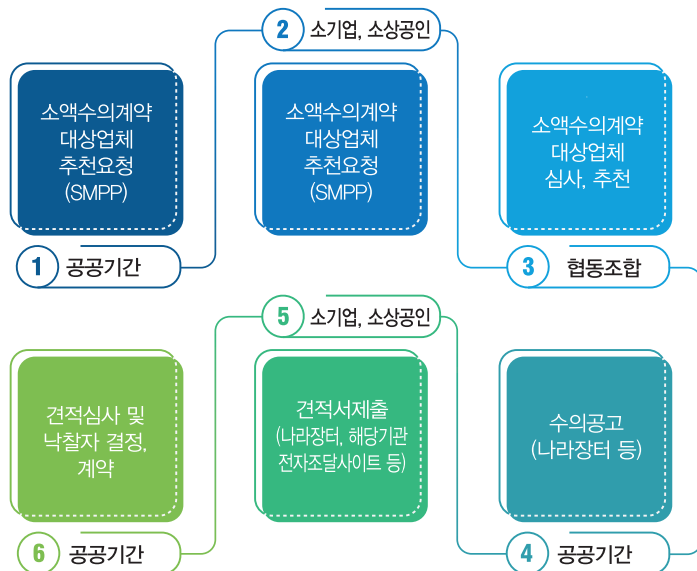 2 소기업, 소상공인
소액수의계약
대상업체
추천요청
(SMPP)
소액수의계약
대상업체
추천요청
(SMPP)
소액수의계약
대상업체
심사, 추천
1 공공기간
3 협동조합
5 소기업, 소상공인
견적심사 및
낙찰자 결정,
계약
견적서제출
(나라장터, 해당기관
전자조달사이트 등)
수의공고
(나라장터 등)
6 공공기간
4 공공기간